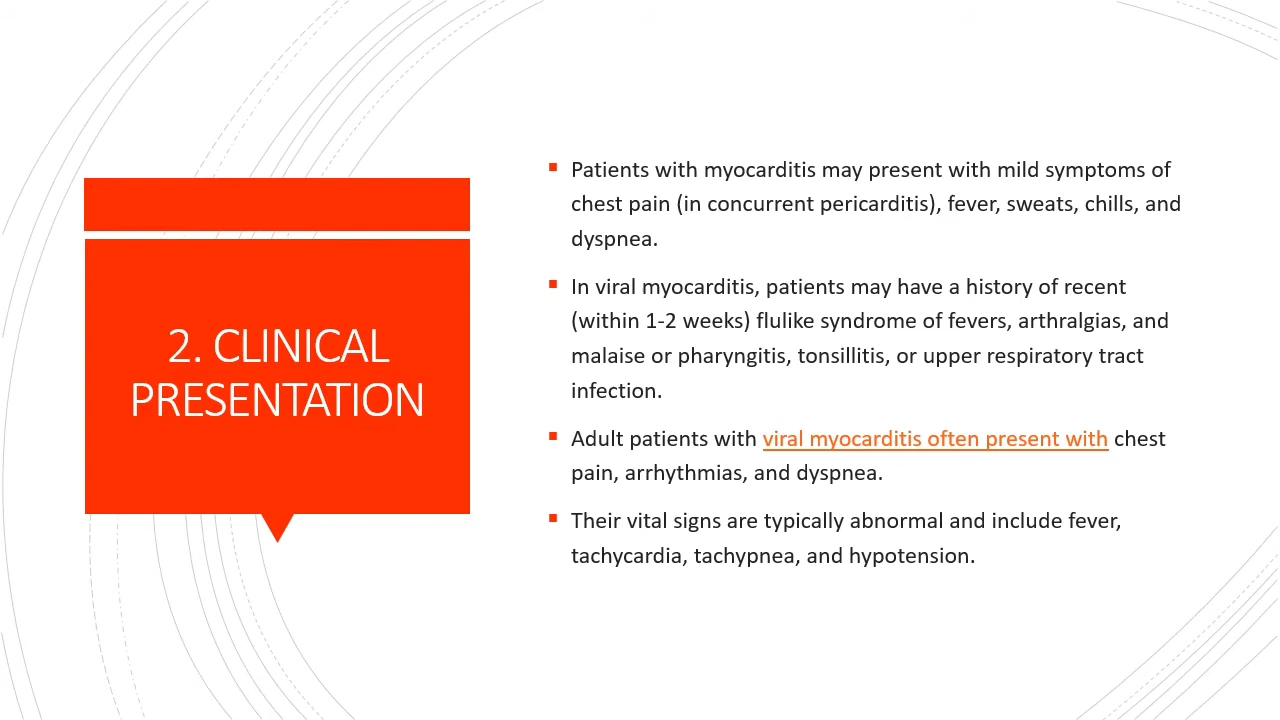 2. CLINICAL
PRESENTATION
Patients with myocarditis may present with mild symptoms of
chest pain (in concurrent pericarditis), fever, sweats, chills, and
dyspnea.
In viral myocarditis, patients may have a history of recent
(within 1-2 weeks) flulike syndrome of fevers, arthralgias, and
malaise or pharyngitis, tonsillitis, or upper respiratory tract
infection.
Adult patients with viral myocarditis often present with chest
pain, arrhythmias, and dyspnea.
Their vital signs are typically abnormal and include fever,
tachycardia, tachypnea, and hypotension.